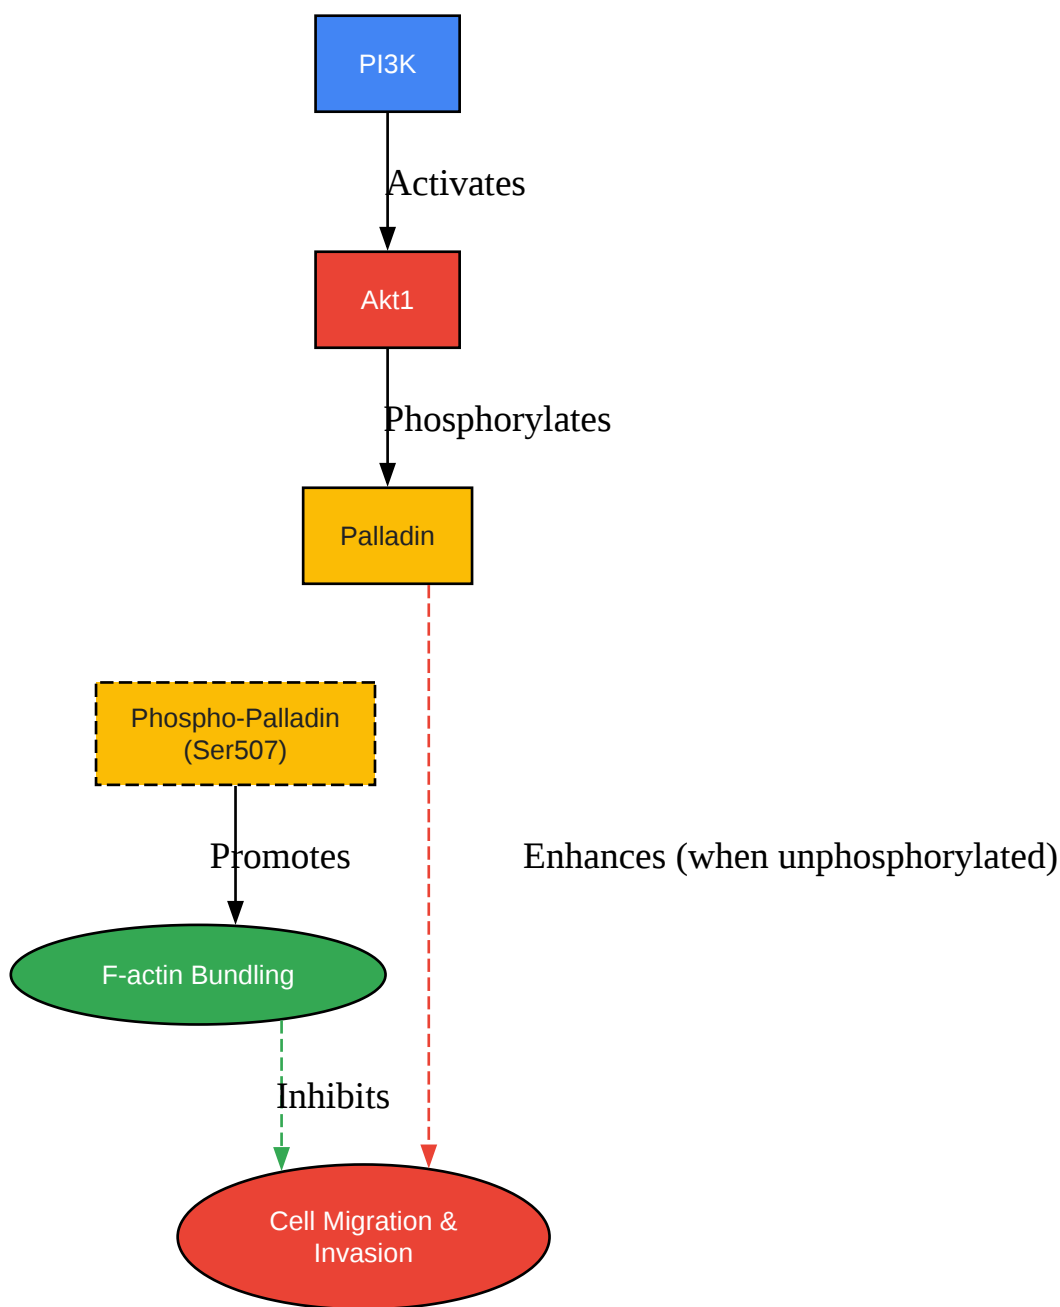 PI3K
Activates
Akt1
Phosphorylates
Palladin
Phospho-Palladin
(Ser507)
Promotes
Enhances (when unphosphorylated)
F-actin Bundling
Inhibits
Cell Migration &
Invasion